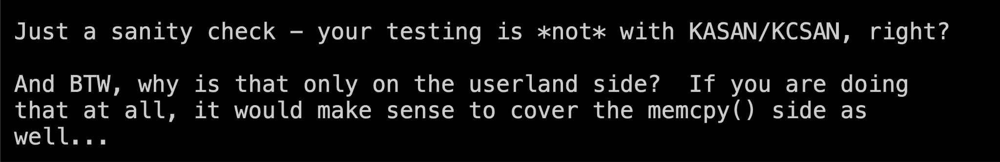 Just a sanity check – your testing is *not* with KASAN/KCSAN, right?
And BTW, why is that only on the userland side?  If you are doing
that at all, it would make sense to cover the memcpy() side as
well...